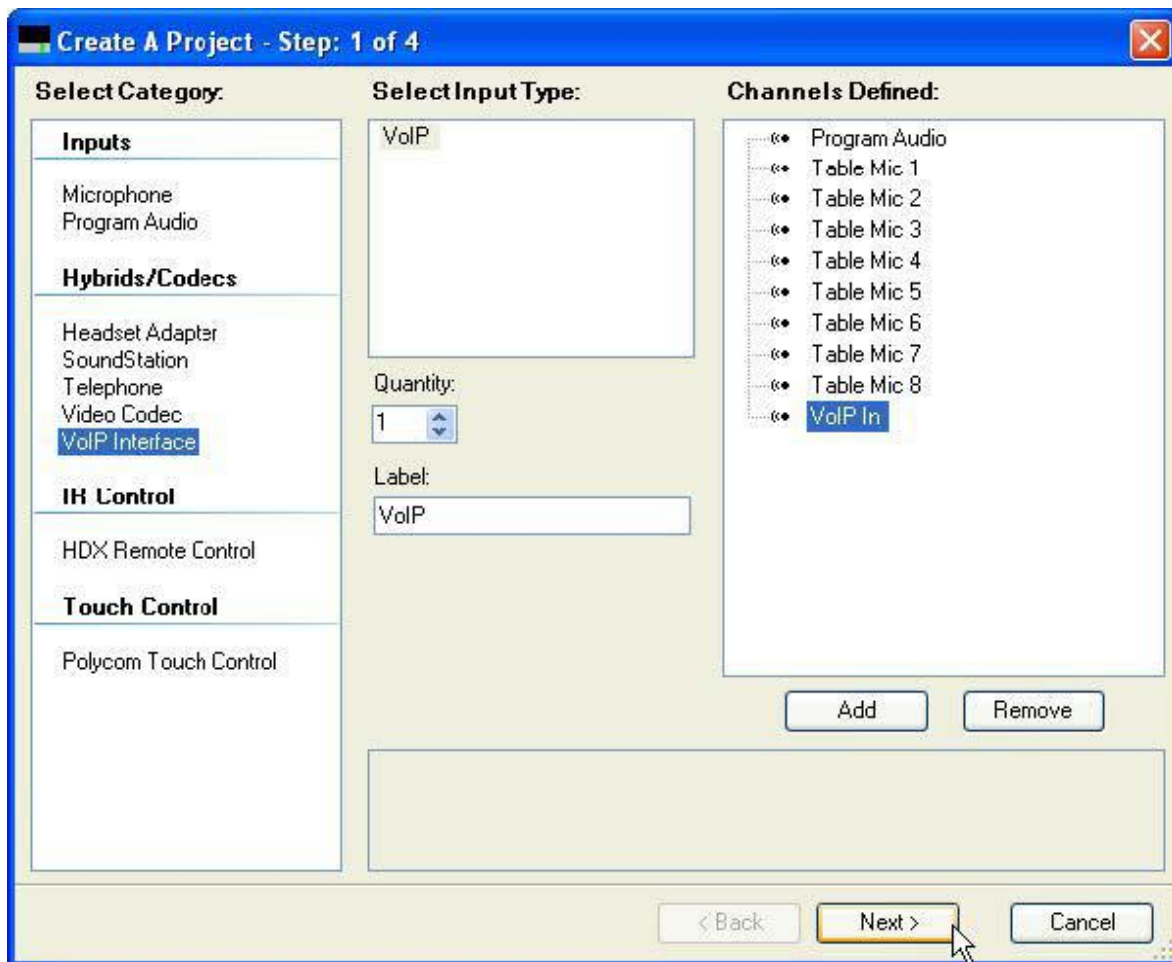 Create A Project - Step: 1 of 4
Select Category:
Inputs
Microphone
Program Audio
Hybrids/Codecs
Headset Adapter
SoundStation
Telephone
Video Codec
VoIP Interface
IR Control
HDX Remote Control
Touch Control
Polycom Touch Control
Select Input Type:
VoIP
Quantity:
1
Label:
VoIP
Channels Defined:
Program Audio
Table Mic 1
Table Mic 2
Table Mic 3
Table Mic 4
Table Mic 5
Table Mic 6
Table Mic 7
Table Mic 8
VoIP In
Add
Remove
< Back
Next >
Cancel